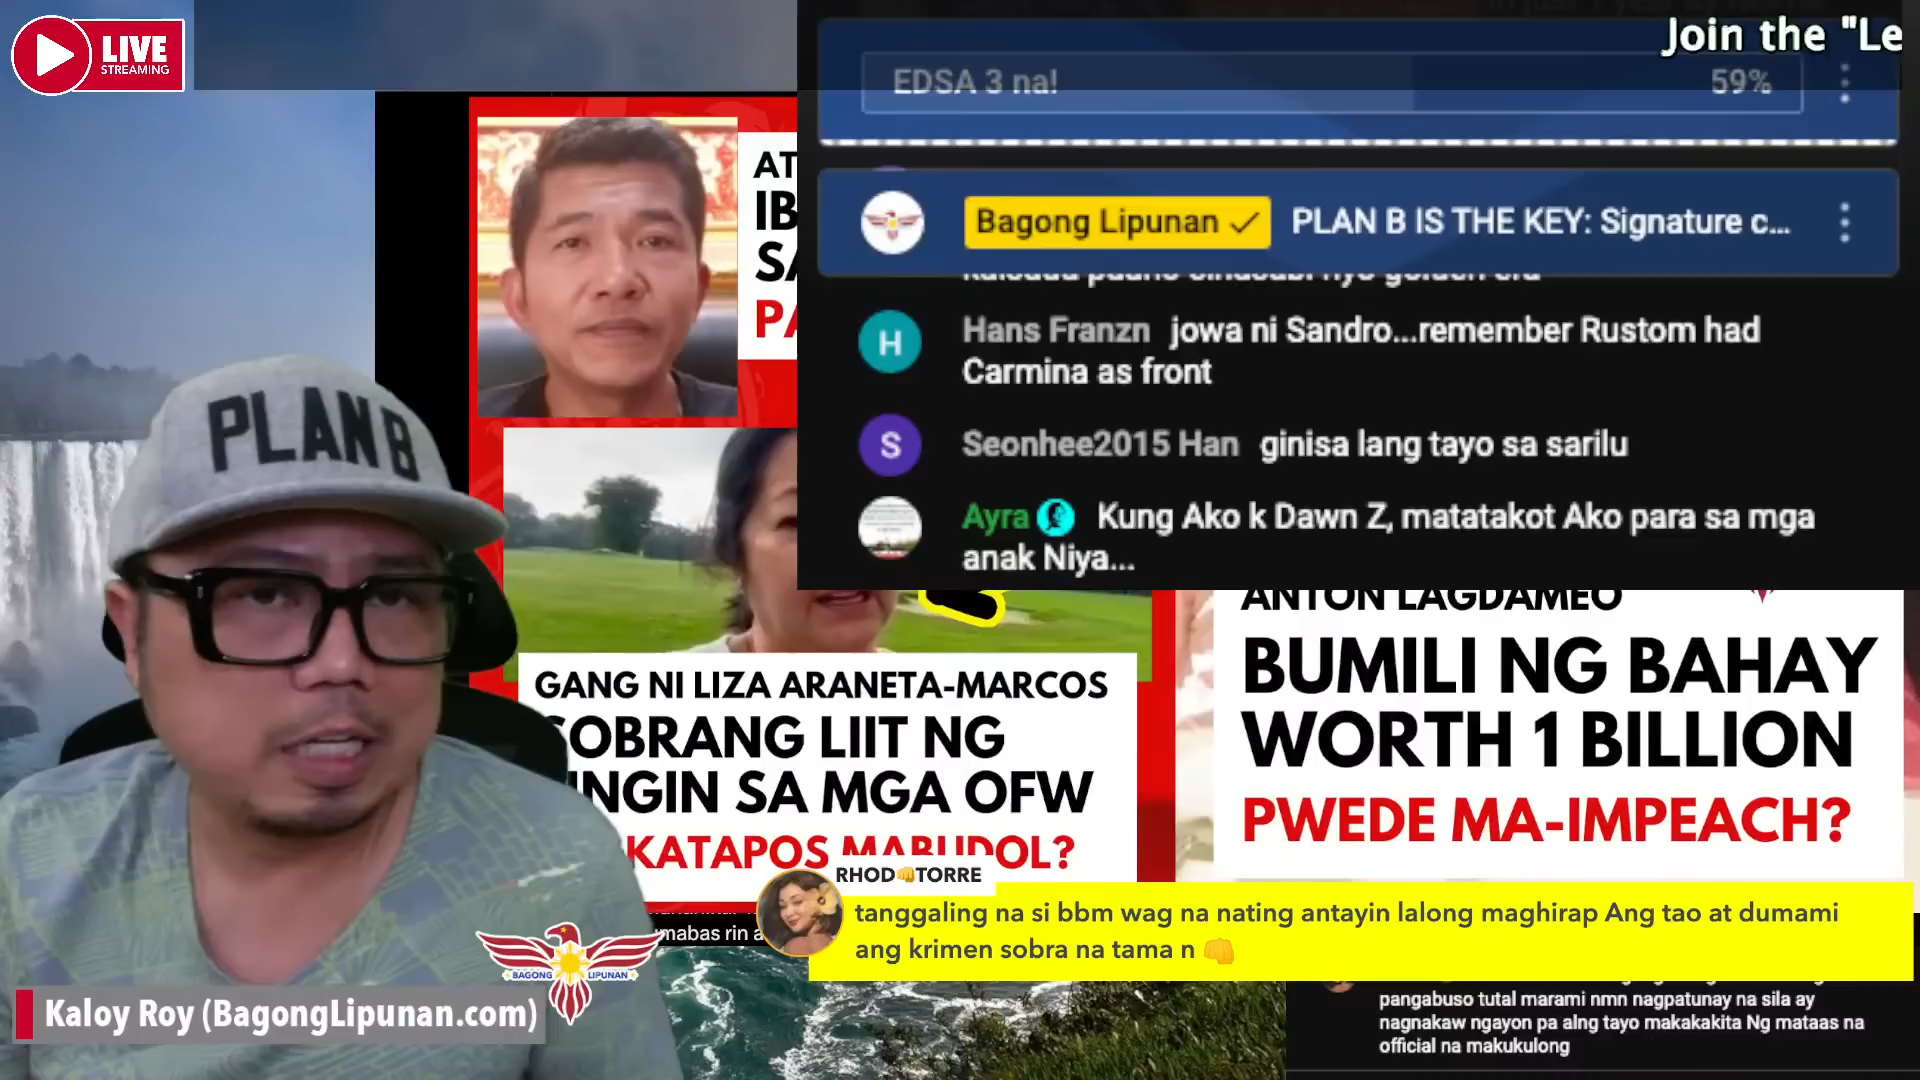 LIVE
STREAMING
Join the "Le
EDSA 3 na!
59%
Bagong Lipunan ✓ PLAN B IS THE KEY: Signature c...
H Hans Franzn jowa ni Sandro...remember Rustom had
Carmina as front
S Seonhee2015 Han ginisa lang tayo sa sarilu
Ayra Kung Ako k Dawn Z, matatakot Ako para sa mga
anak Niya...
AT
IB
SA
PA
PLAN B
GANG NI LIZA ARANETA-MARCOS
SOBRANG LIIT NG
INGIN SA MGA OFW
KATAPOS MABUDOL?
ANTON LAGDAMEO
BUMILI NG BAHAY
WORTH 1 BILLION
PWEDE MA-IMPEACH?
RHOD👊TORRE
tanggaling na si bbm wag na nating antayin lalong maghirap Ang tao at dumami
ang krimen sobra na tama n 👊
mabas rin a
BAGONG LIPUNAN
Kaloy Roy (BagongLipunan.com)
pangabuso tutal marami nmn nagpatunay na sila ay
nagnakaw ngayon pa alng tayo makakakita Ng mataas na
official na makukulong